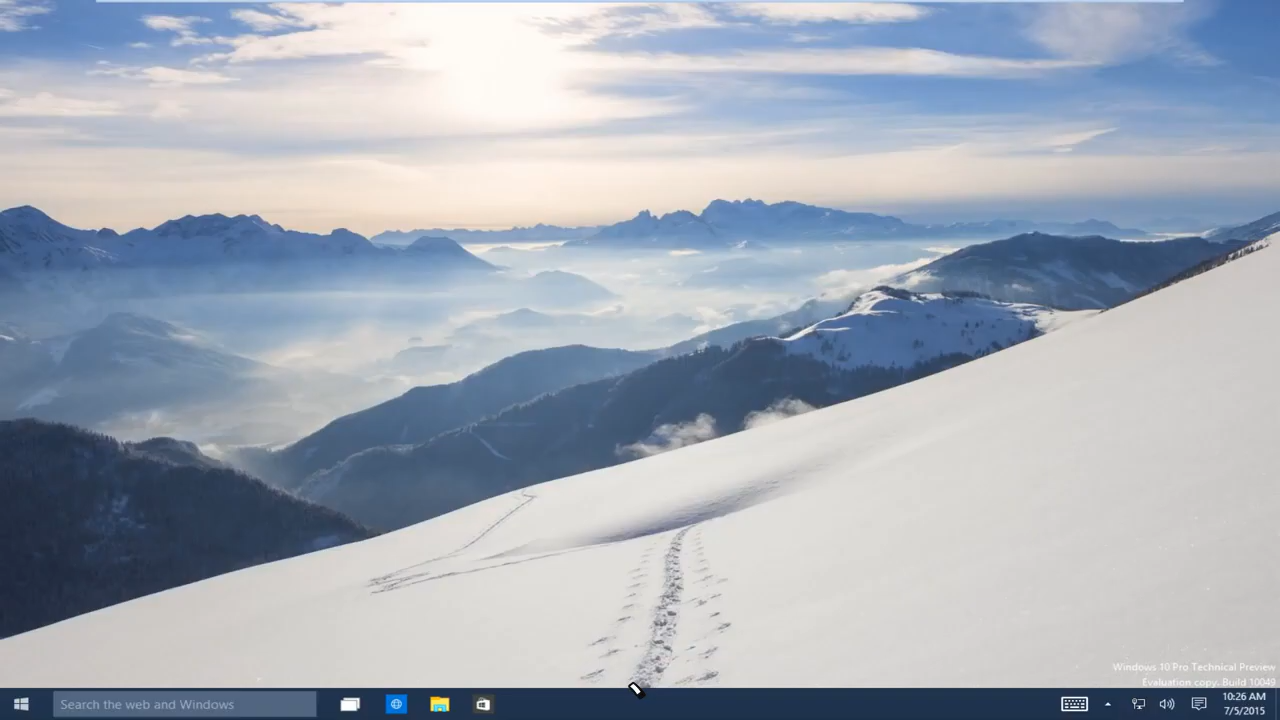 Windows 10 Pro Technical Preview
Evaluation copy. Build 10049
Search the web and Windows
10:26 AM
7/5/2015